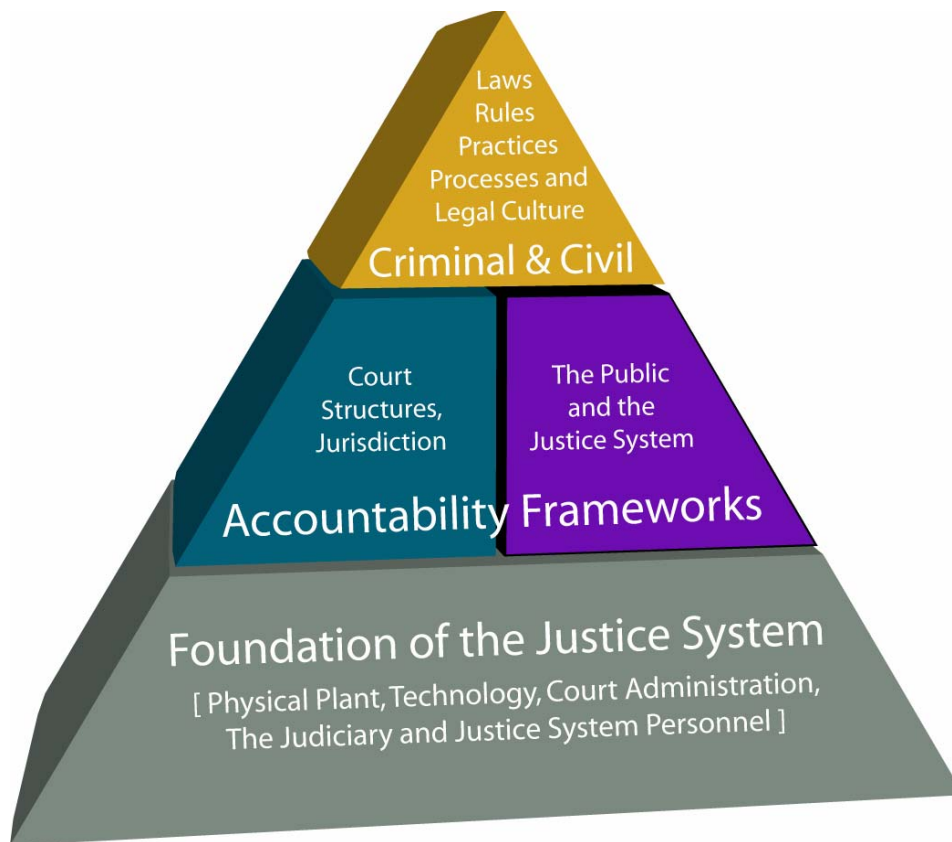 Laws
Rules
Practices
Processes and
Legal Culture
Criminal & Civil
Court
Structures,
Jurisdiction
The Public
and the
Justice System
Accountability Frameworks
Foundation of the Justice System
[ Physical Plant, Technology, Court Administration,
The Judiciary and Justice System Personnel ]